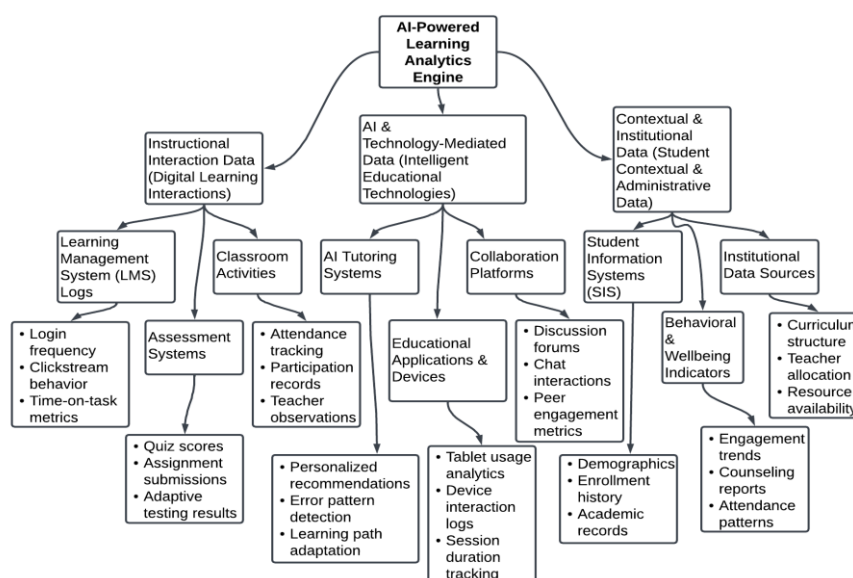 AI-Powered
Learning
Analytics
Engine
Instructional
Interaction Data
(Digital Learning
Interactions)
AI &
Technology-Mediated
Data (Intelligent
Educational
Technologies)
Contextual &
Institutional
Data (Student
Contextual &
Administrative
Data)
Learning
Management
System (LMS)
Logs
Classroom
Activities
AI Tutoring
Systems
Collaboration
Platforms
Student
Information
Systems
(SIS)
Institutional
Data Sources
Assessment
Systems
Educational
Applications &
Devices
Behavioral
&
Wellbeing
Indicators
• Login
frequency
• Clickstream
behavior
• Time-on-task
metrics
• Attendance
tracking
• Participation
records
• Teacher
observations
• Discussion
forums
• Chat
interactions
• Peer
engagement
metrics
• Curriculum
structure
• Teacher
allocation
• Resource
availability
• Quiz scores
• Assignment
submissions
• Adaptive
testing results
• Personalized
recommendations
• Error pattern
detection
• Learning path
adaptation
• Tablet usage
analytics
• Device
interaction
logs
• Session
duration
tracking
• Demographics
• Enrollment
history
• Academic
records
• Engagement
trends
• Counseling
reports
• Attendance
patterns